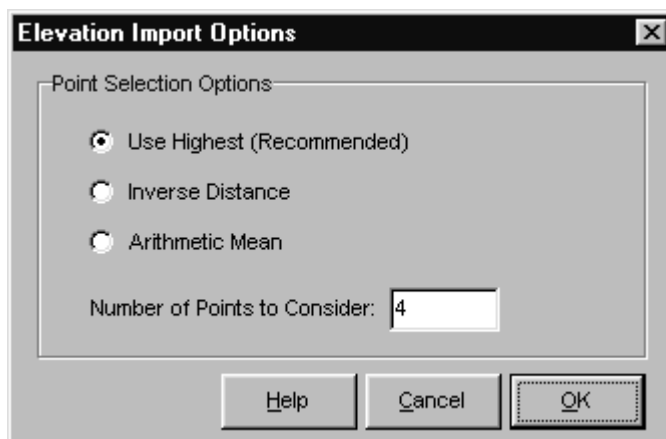 Elevation Import Options
Point Selection Options
Use Highest (Recommended)
Inverse Distance
Arithmetic Mean
Number of Points to Consider: 4
Help Cancel OK